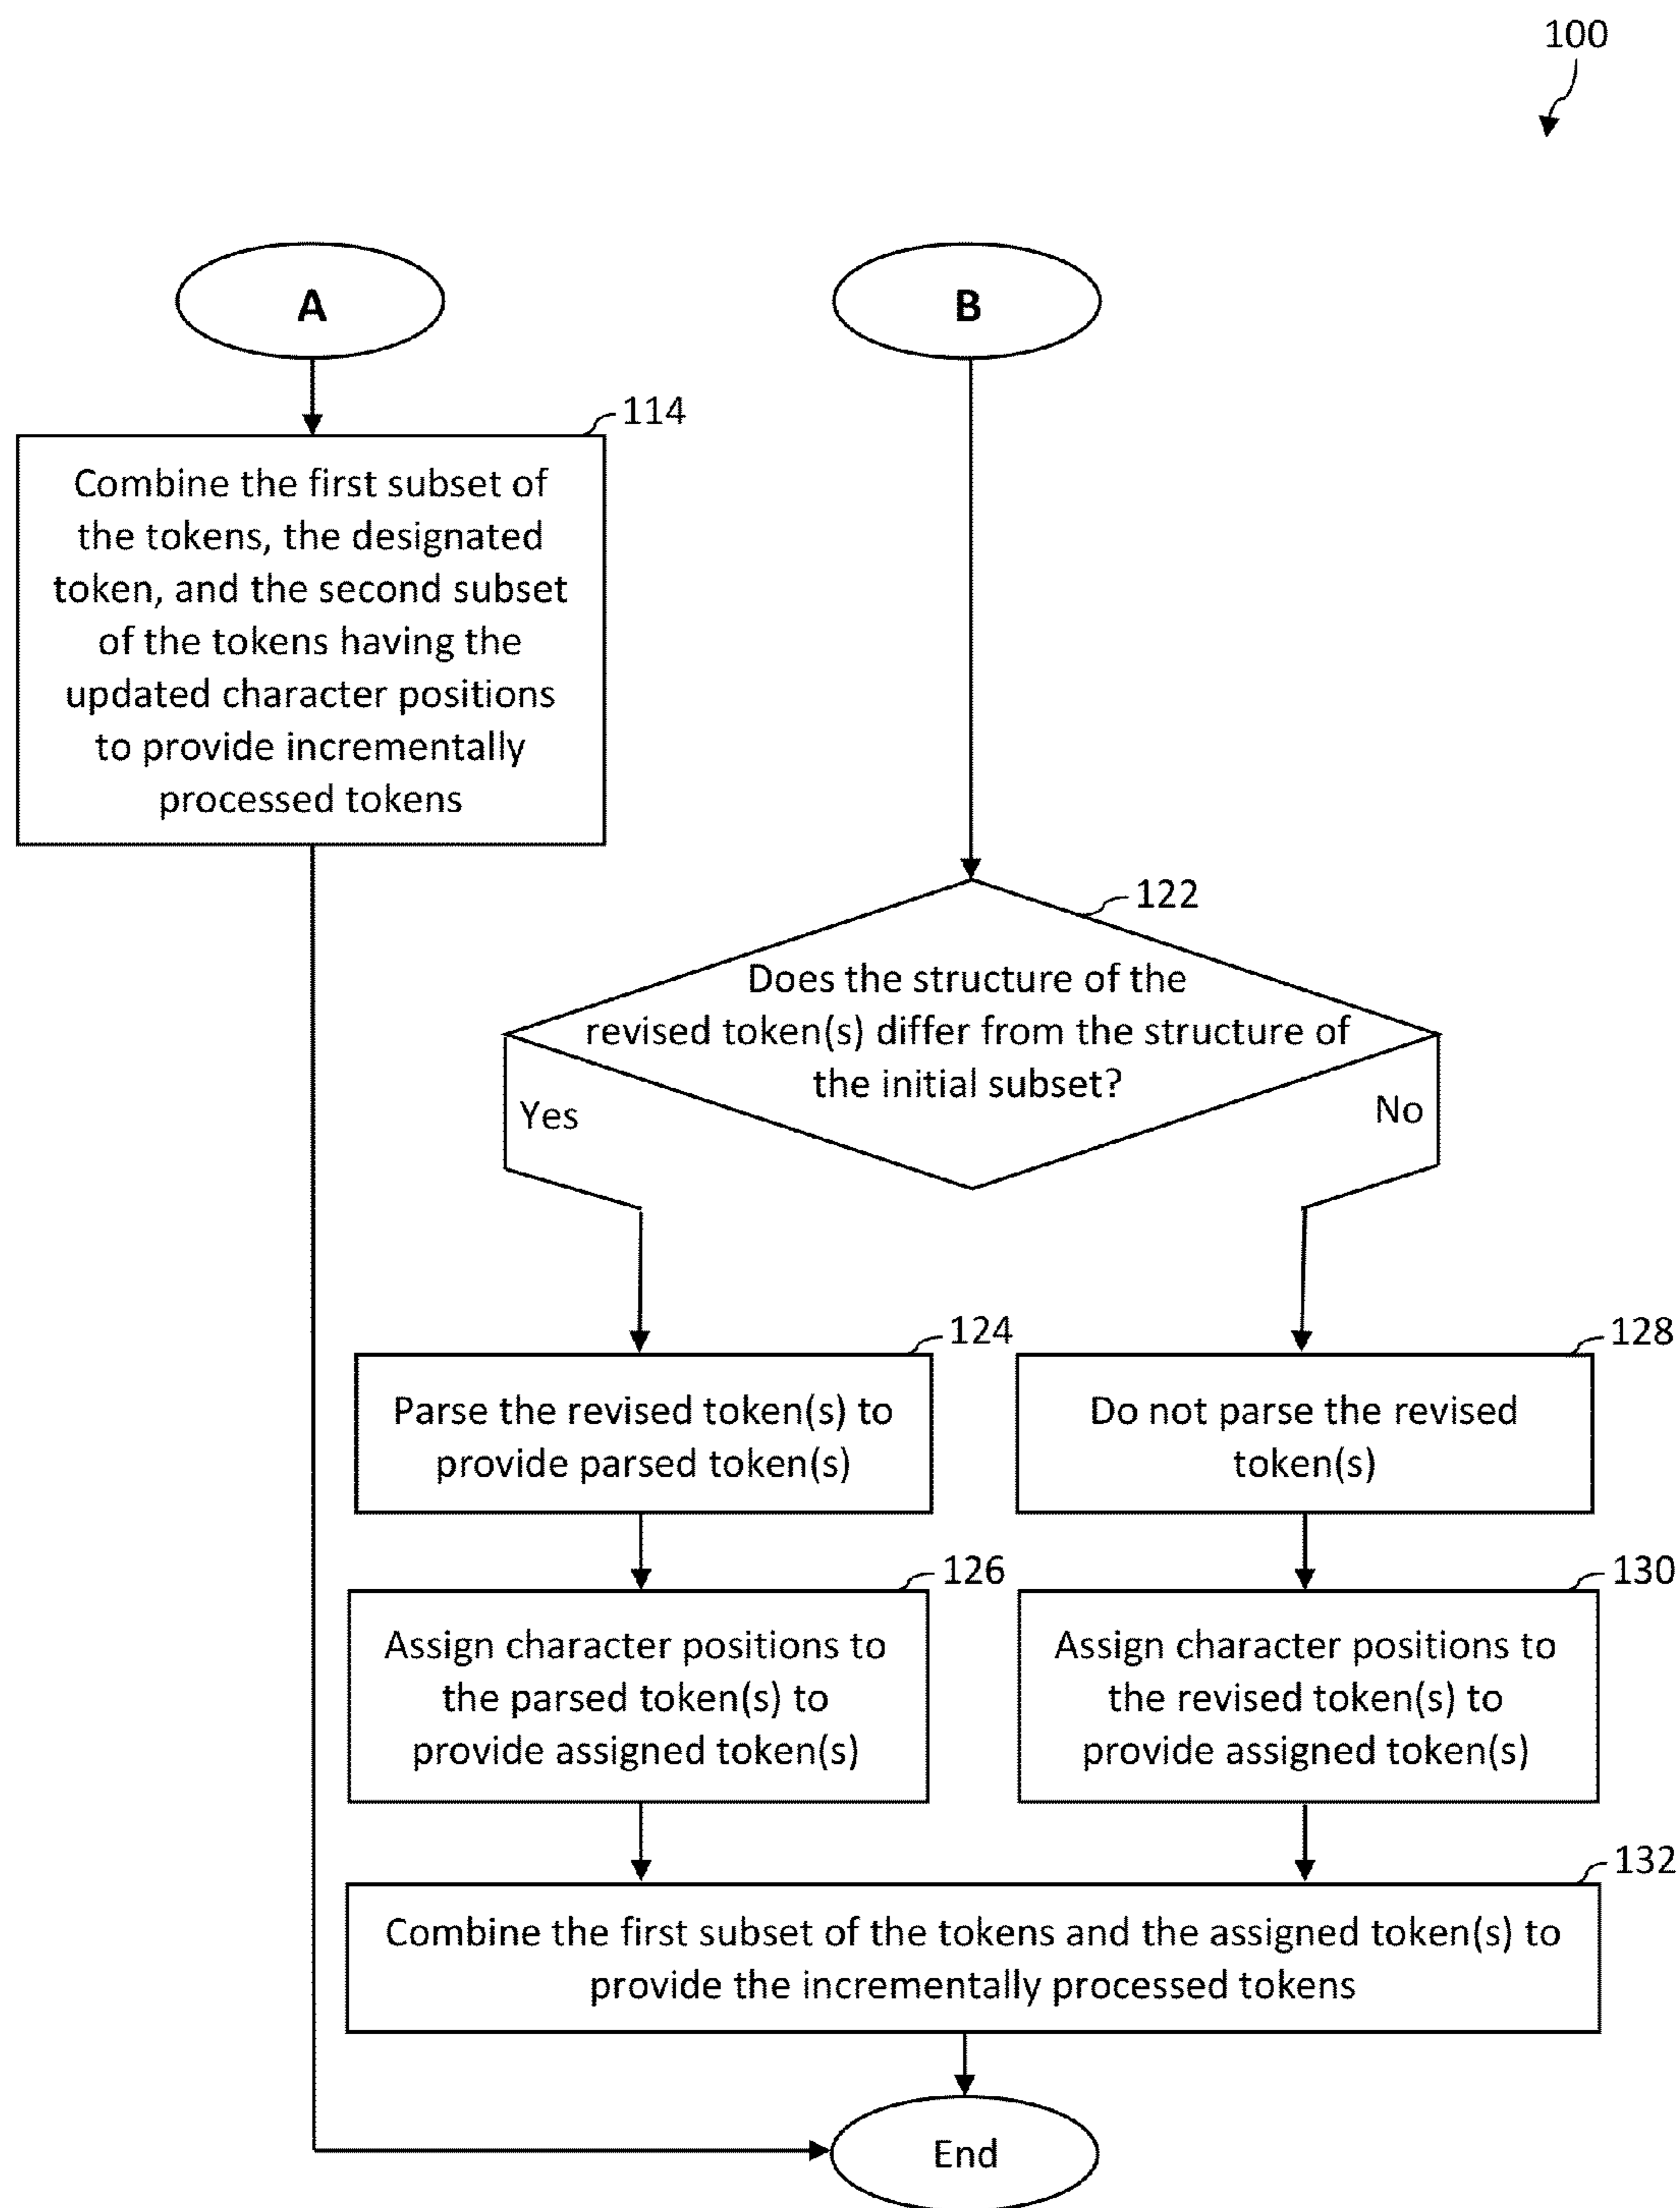 100
A
B
114
Combine the first subset of
the tokens, the designated
token, and the second subset
of the tokens having the
updated character positions
to provide incrementally
processed tokens
122
Does the structure of the
revised token(s) differ from the structure of
the initial subset?
Yes
No
124
Parse the revised token(s) to
provide parsed token(s)
128
Do not parse the revised
token(s)
126
Assign character positions to
the parsed token(s) to
provide assigned token(s)
130
Assign character positions to
the revised token(s) to
provide assigned token(s)
132
Combine the first subset of the tokens and the assigned token(s) to
provide the incrementally processed tokens
End